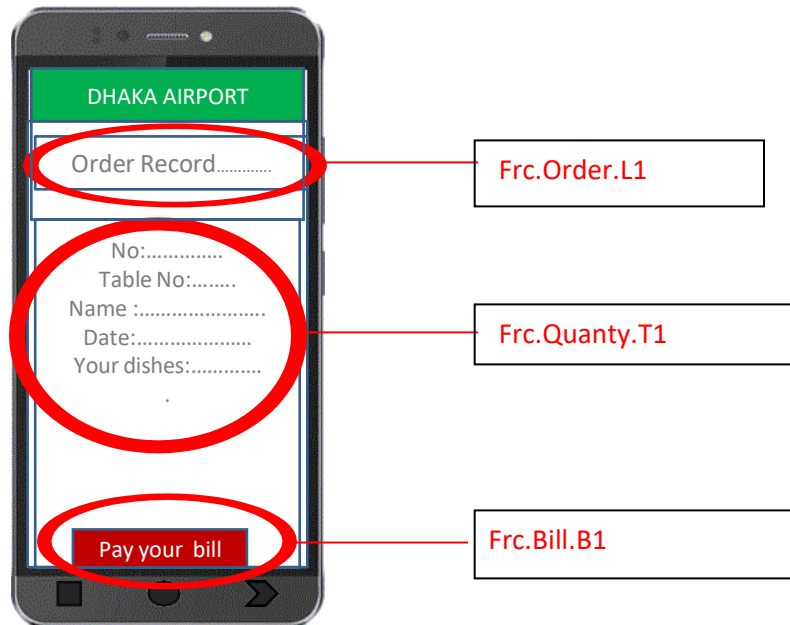 DHAKA AIRPORT
Order Record.............
Frc.Order.L1
No:..............
Table No:........
Name :.......................
Date:.....................
Your dishes:.............
.
Frc.Quanty.T1
Pay your bill
Frc.Bill.B1